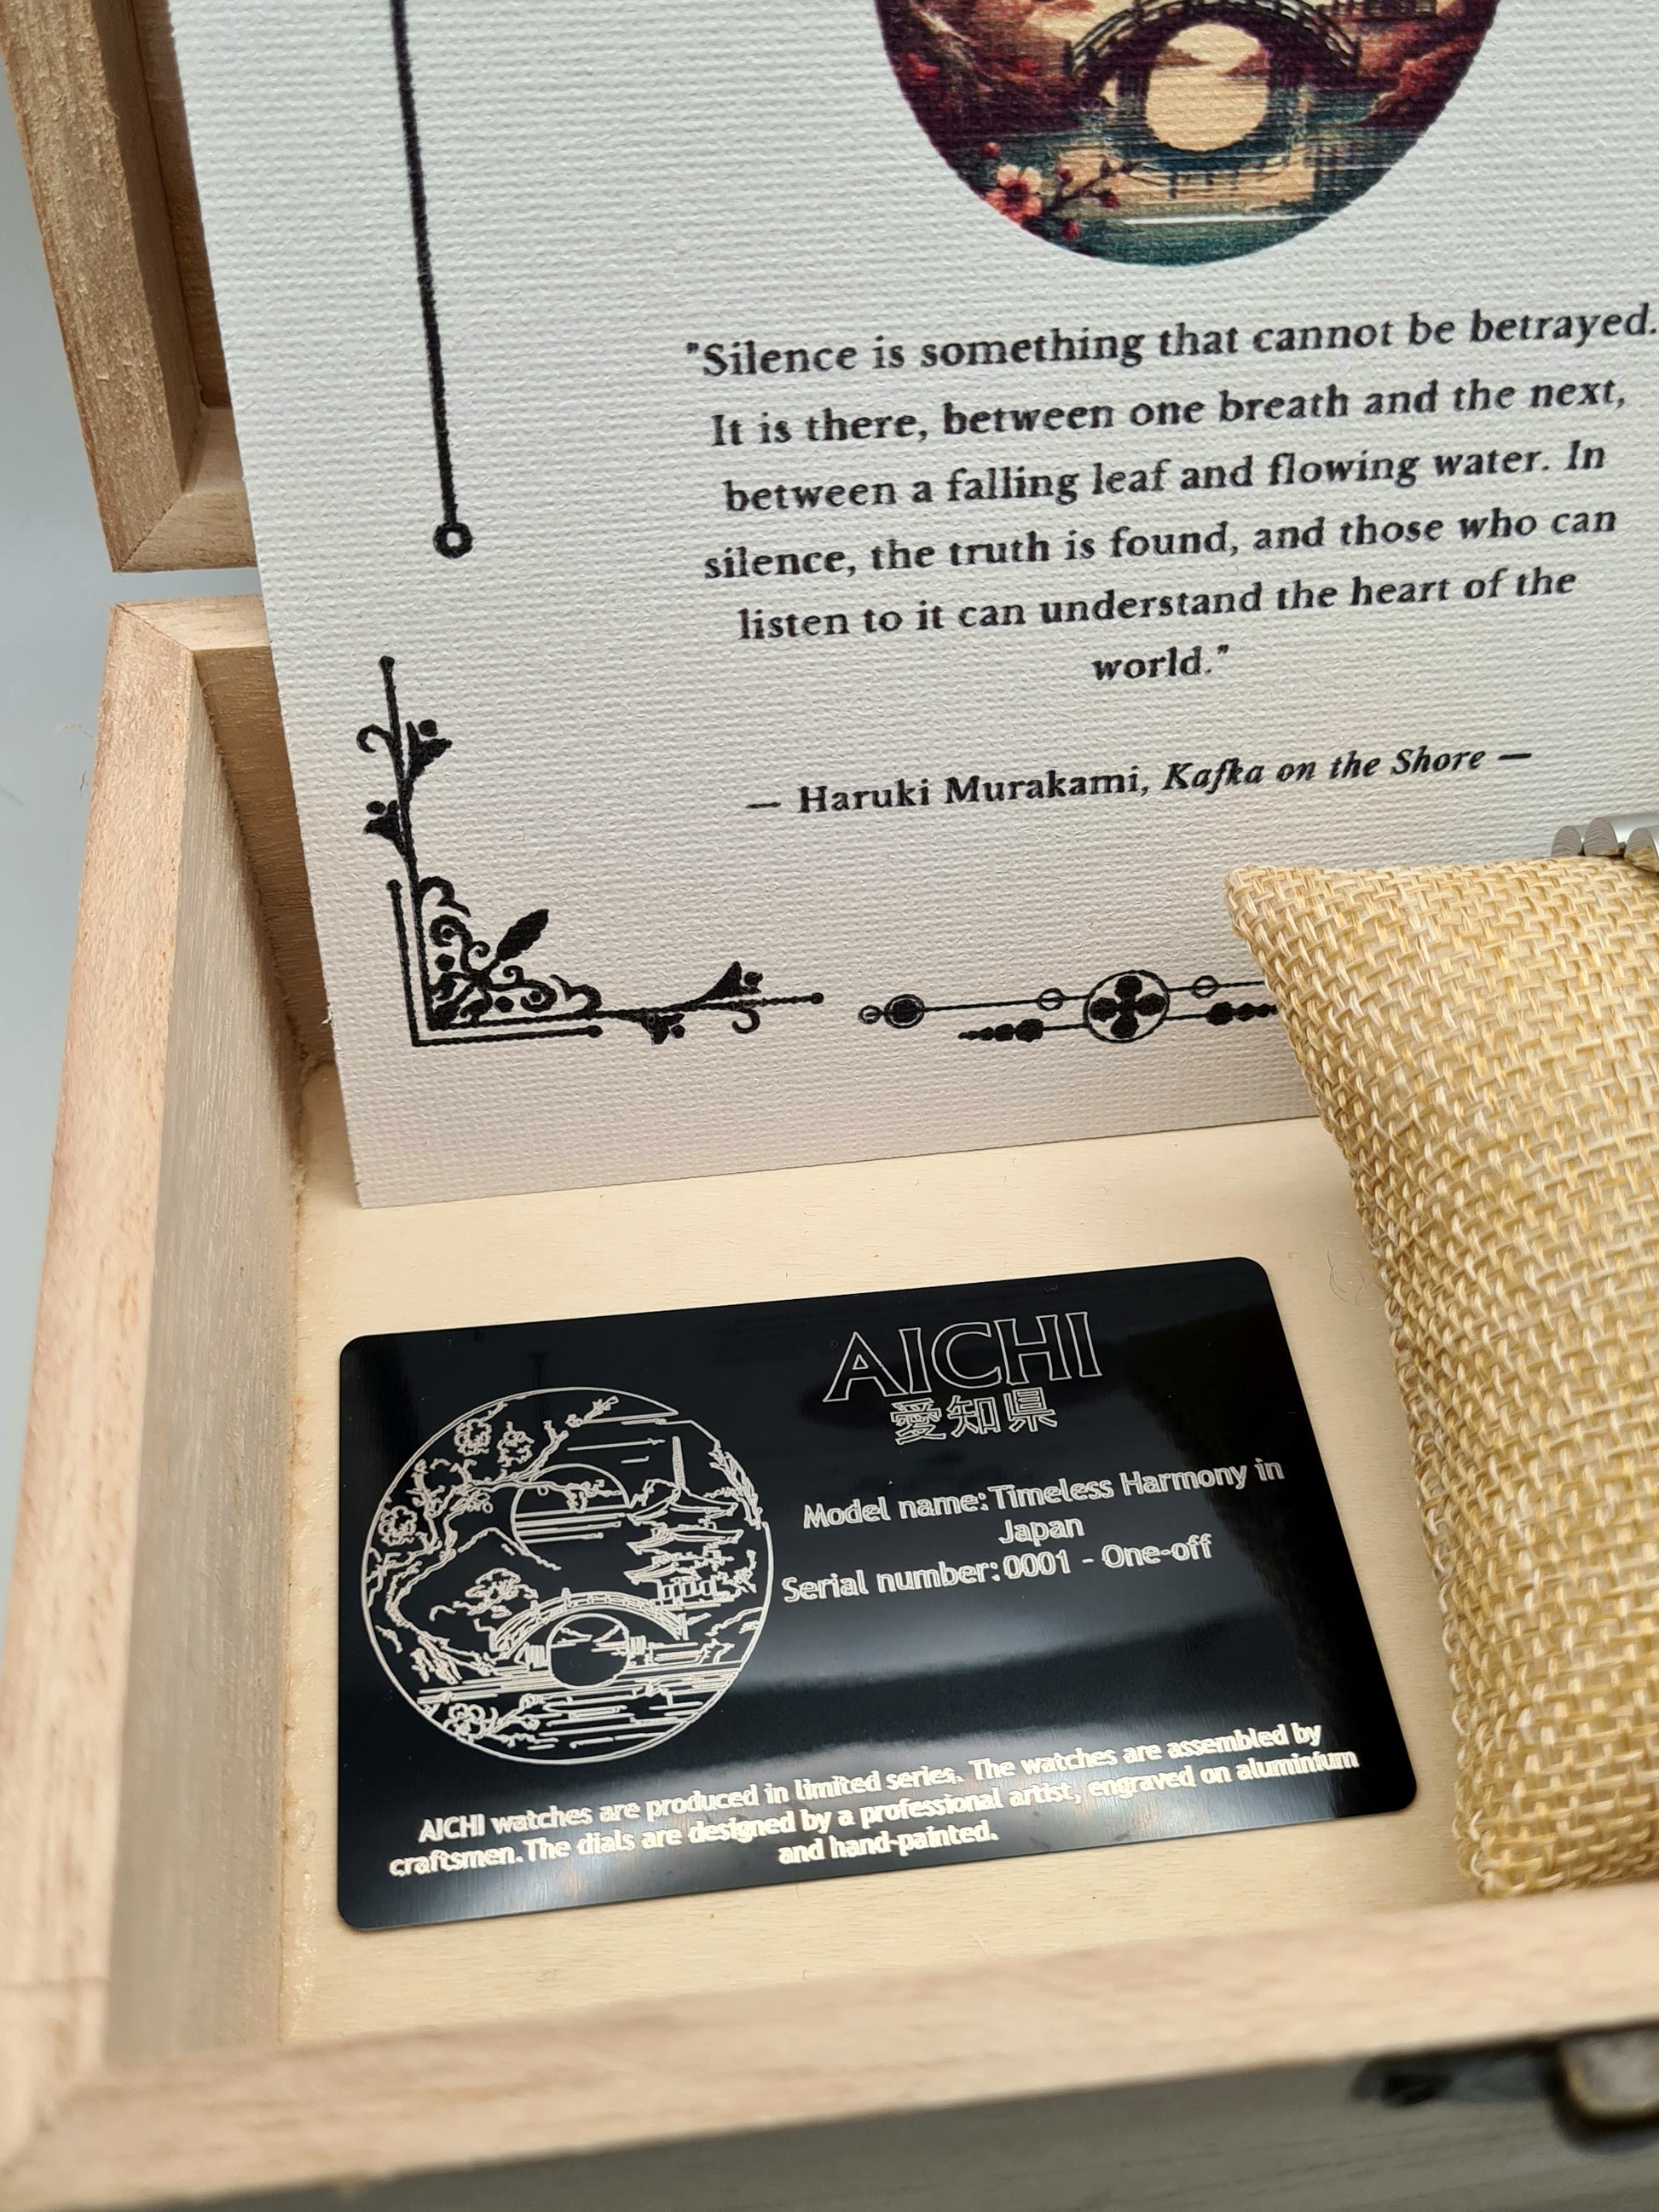 "Silence is something that cannot be betrayed.
It is there, between one breath and the next,
between a falling leaf and flowing water. In
silence, the truth is found, and those who can
listen to it can understand the heart of the
world."
— Haruki Murakami, Kafka on the Shore —
AICHI
愛知県
Model name: Timeless Harmony in
Japan
Serial number: 0001 - One-off
AICHI watches are produced in limited series. The watches are assembled by
craftsmen. The dials are designed by a professional artist, engraved on aluminium
and hand-painted.